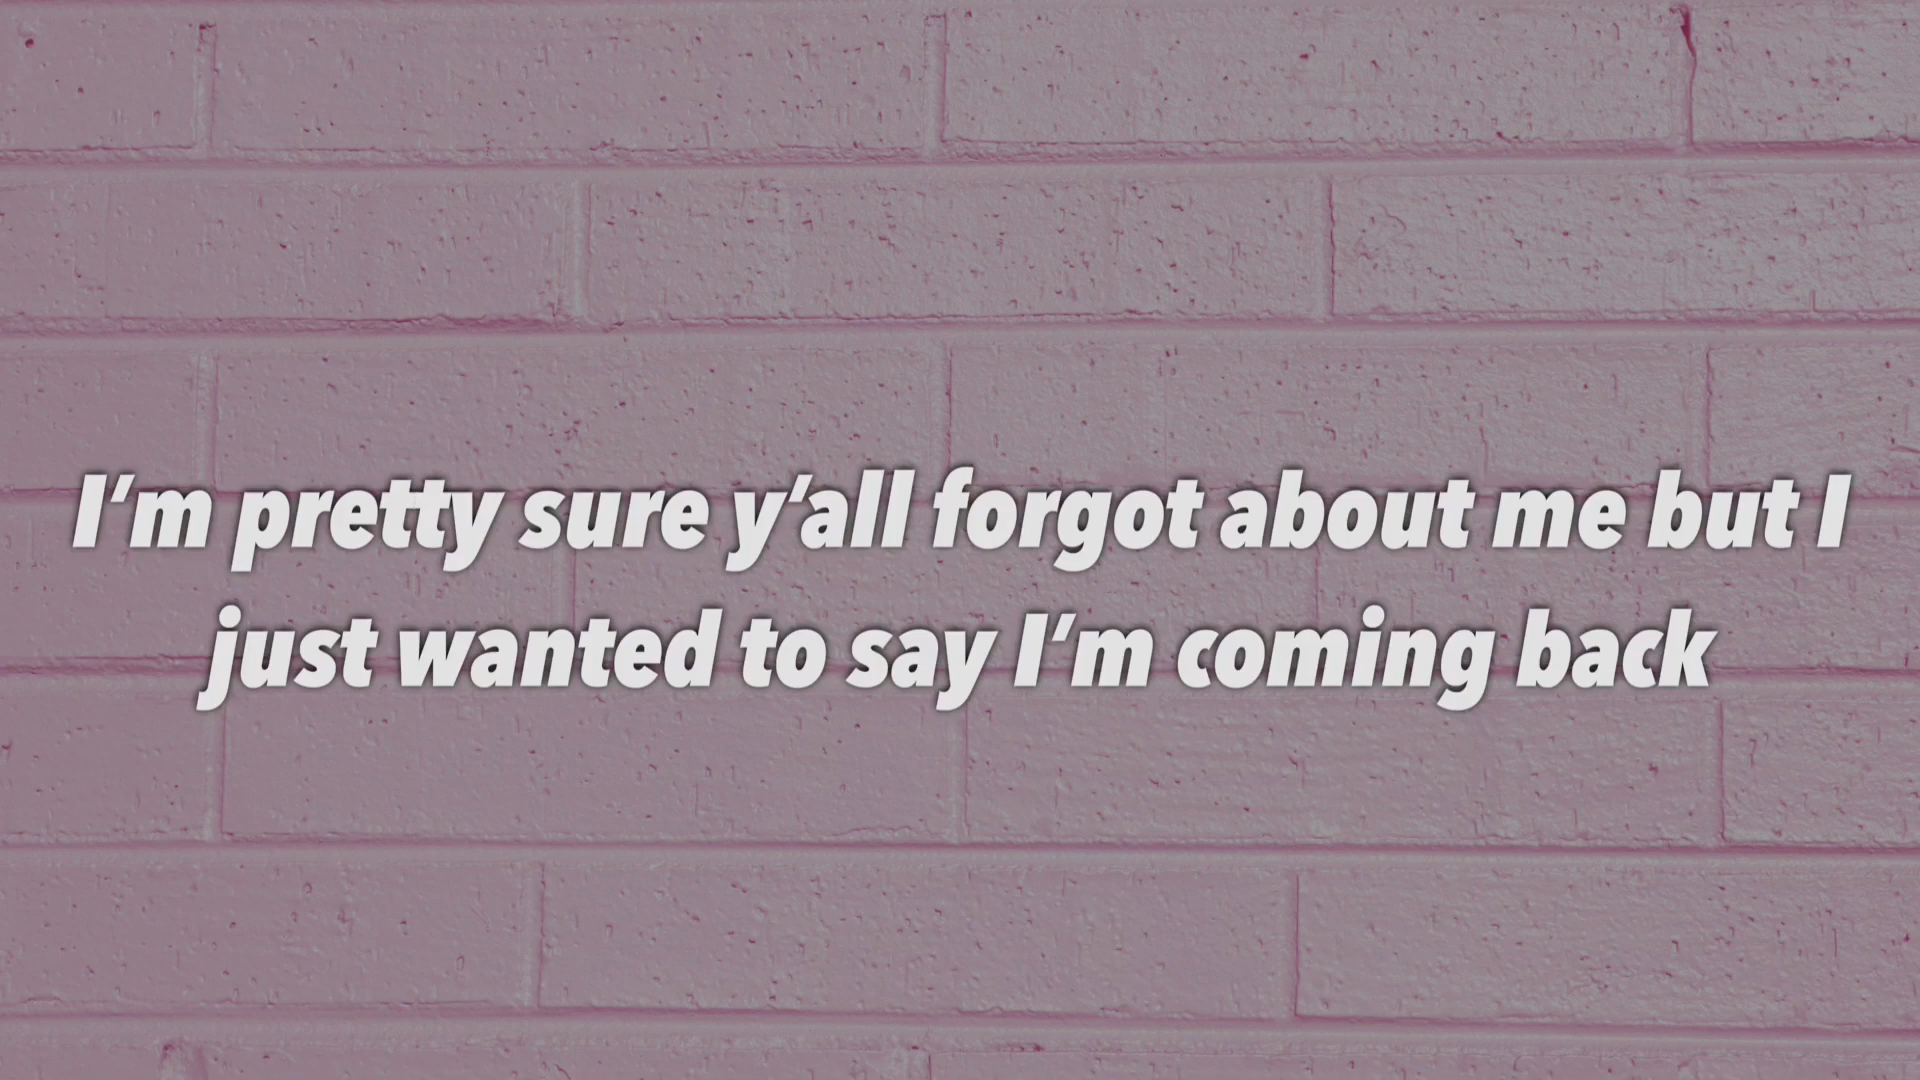 I’m pretty sure y’all forgot about me but I
just wanted to say I’m coming back